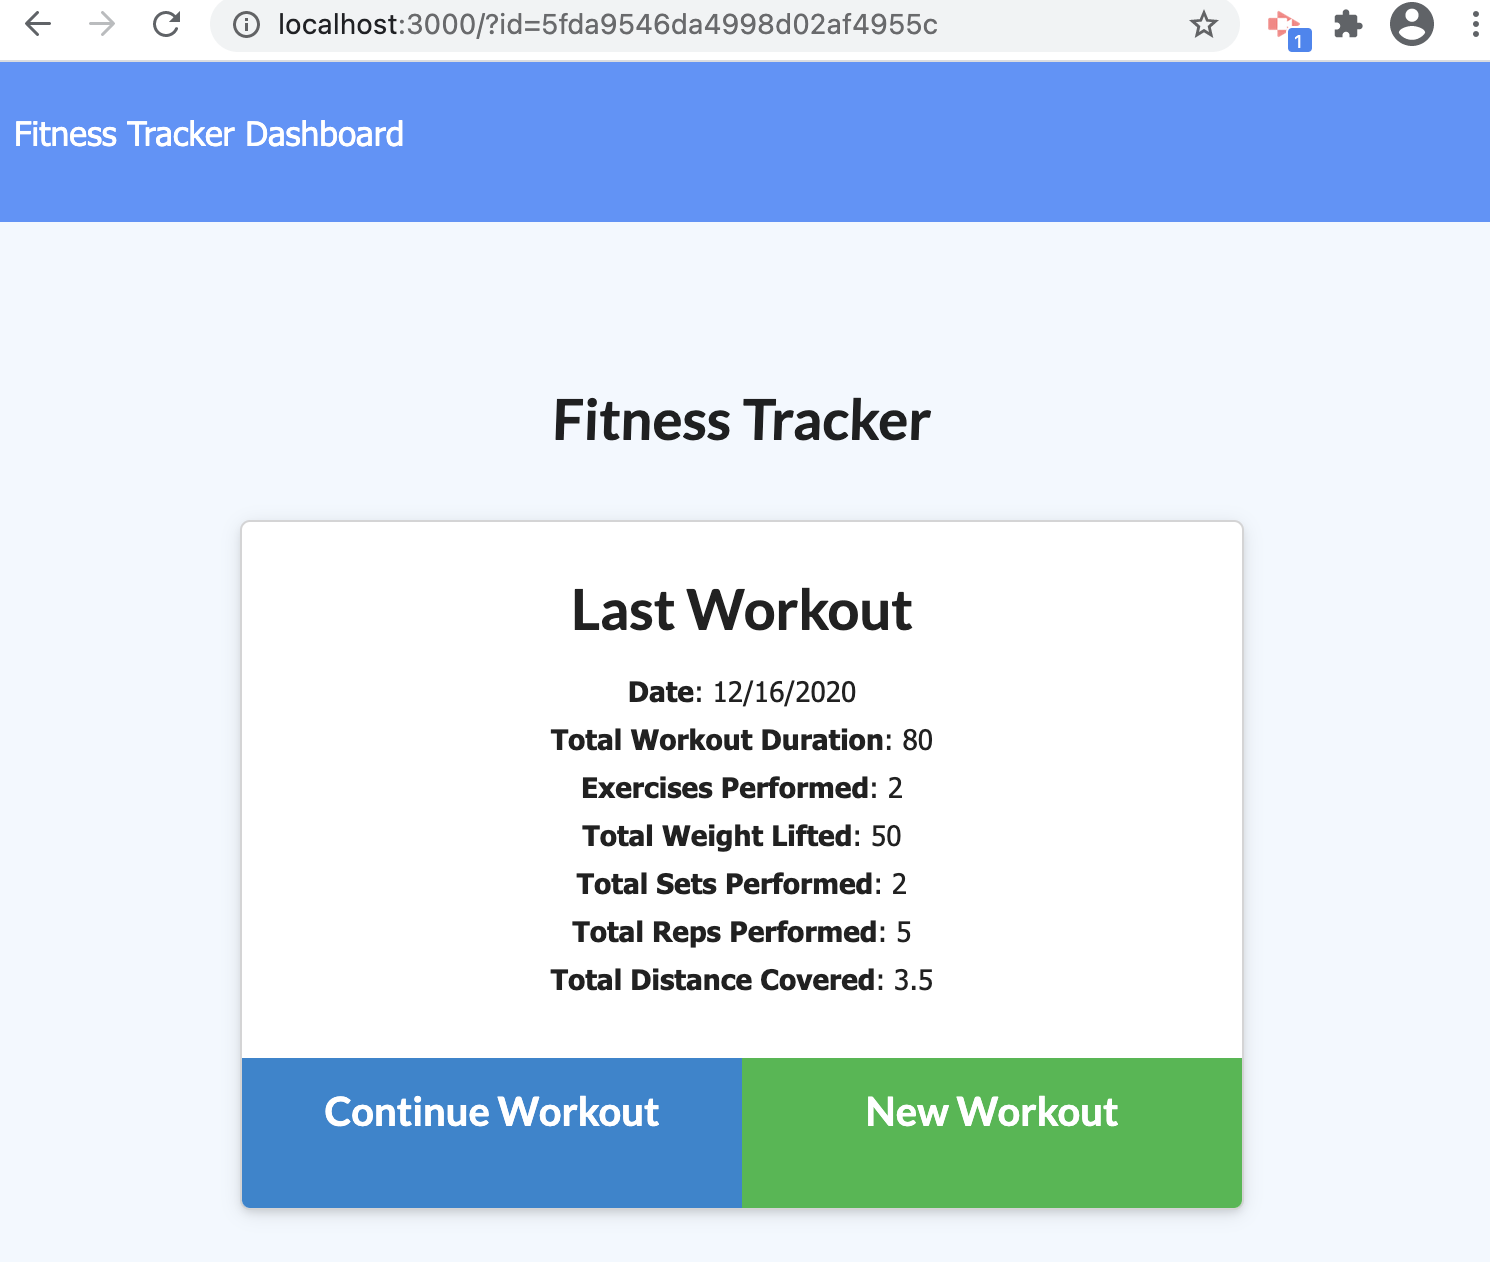 localhost:3000/?id=5fda9546da4998d02af4955c
1
Fitness Tracker Dashboard
Fitness Tracker
Last Workout
Date: 12/16/2020
Total Workout Duration: 80
Exercises Performed: 2
Total Weight Lifted: 50
Total Sets Performed: 2
Total Reps Performed: 5
Total Distance Covered: 3.5
Continue Workout
New Workout